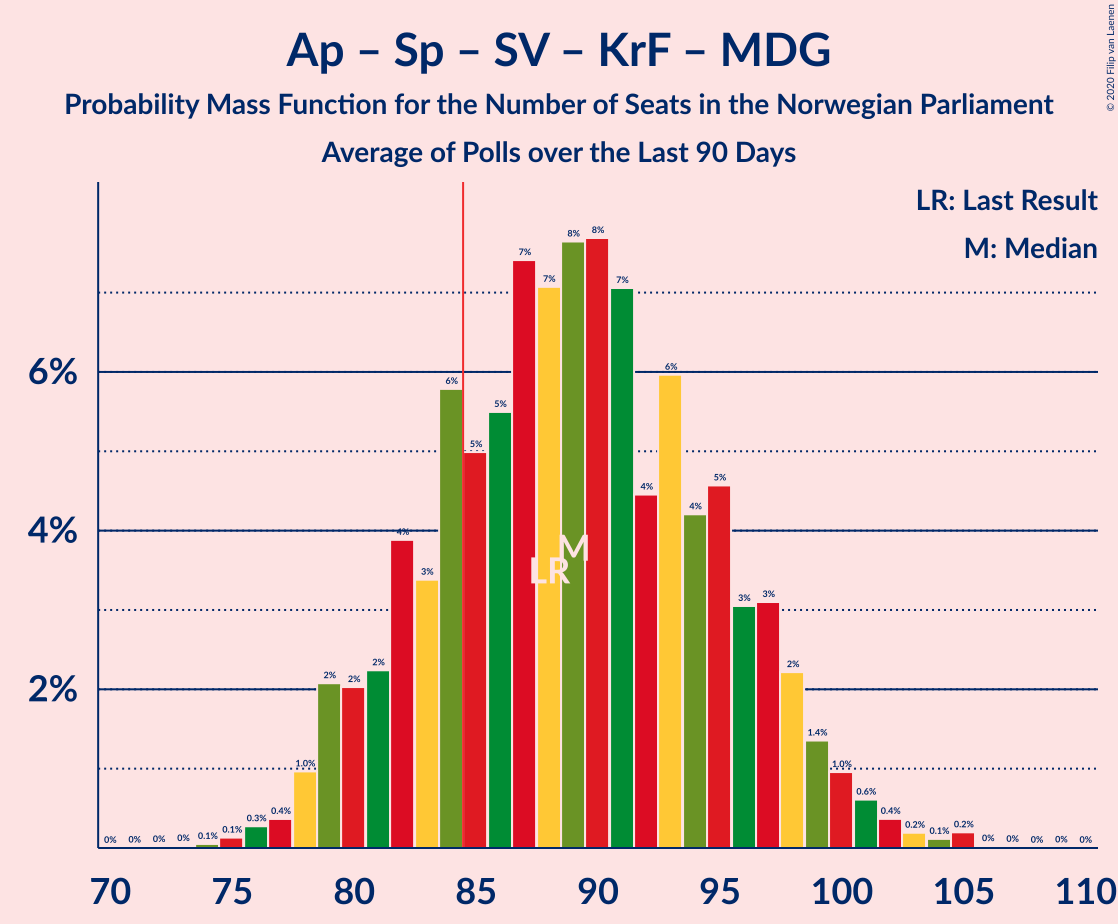 Ap – Sp – SV – KrF – MDG
Probability Mass Function for the Number of Seats in the Norwegian Parliament
Average of Polls over the Last 90 Days
© 2020 Filip van Laenen
LR: Last Result
M: Median
6%
4%
2%
0% 0% 0% 0% 0.1% 0.1% 0.3% 0.4% 1.0% 2% 2% 2% 4% 3% 6% 5% 5% 7% 7% 8% 8% 7% 4% 6% 4% 5% 3% 3% 2% 1.4% 1.0% 0.6% 0.4% 0.2% 0.1% 0.2% 0% 0% 0% 0% 0%
M
LR
70 75 80 85 90 95 100 105 110